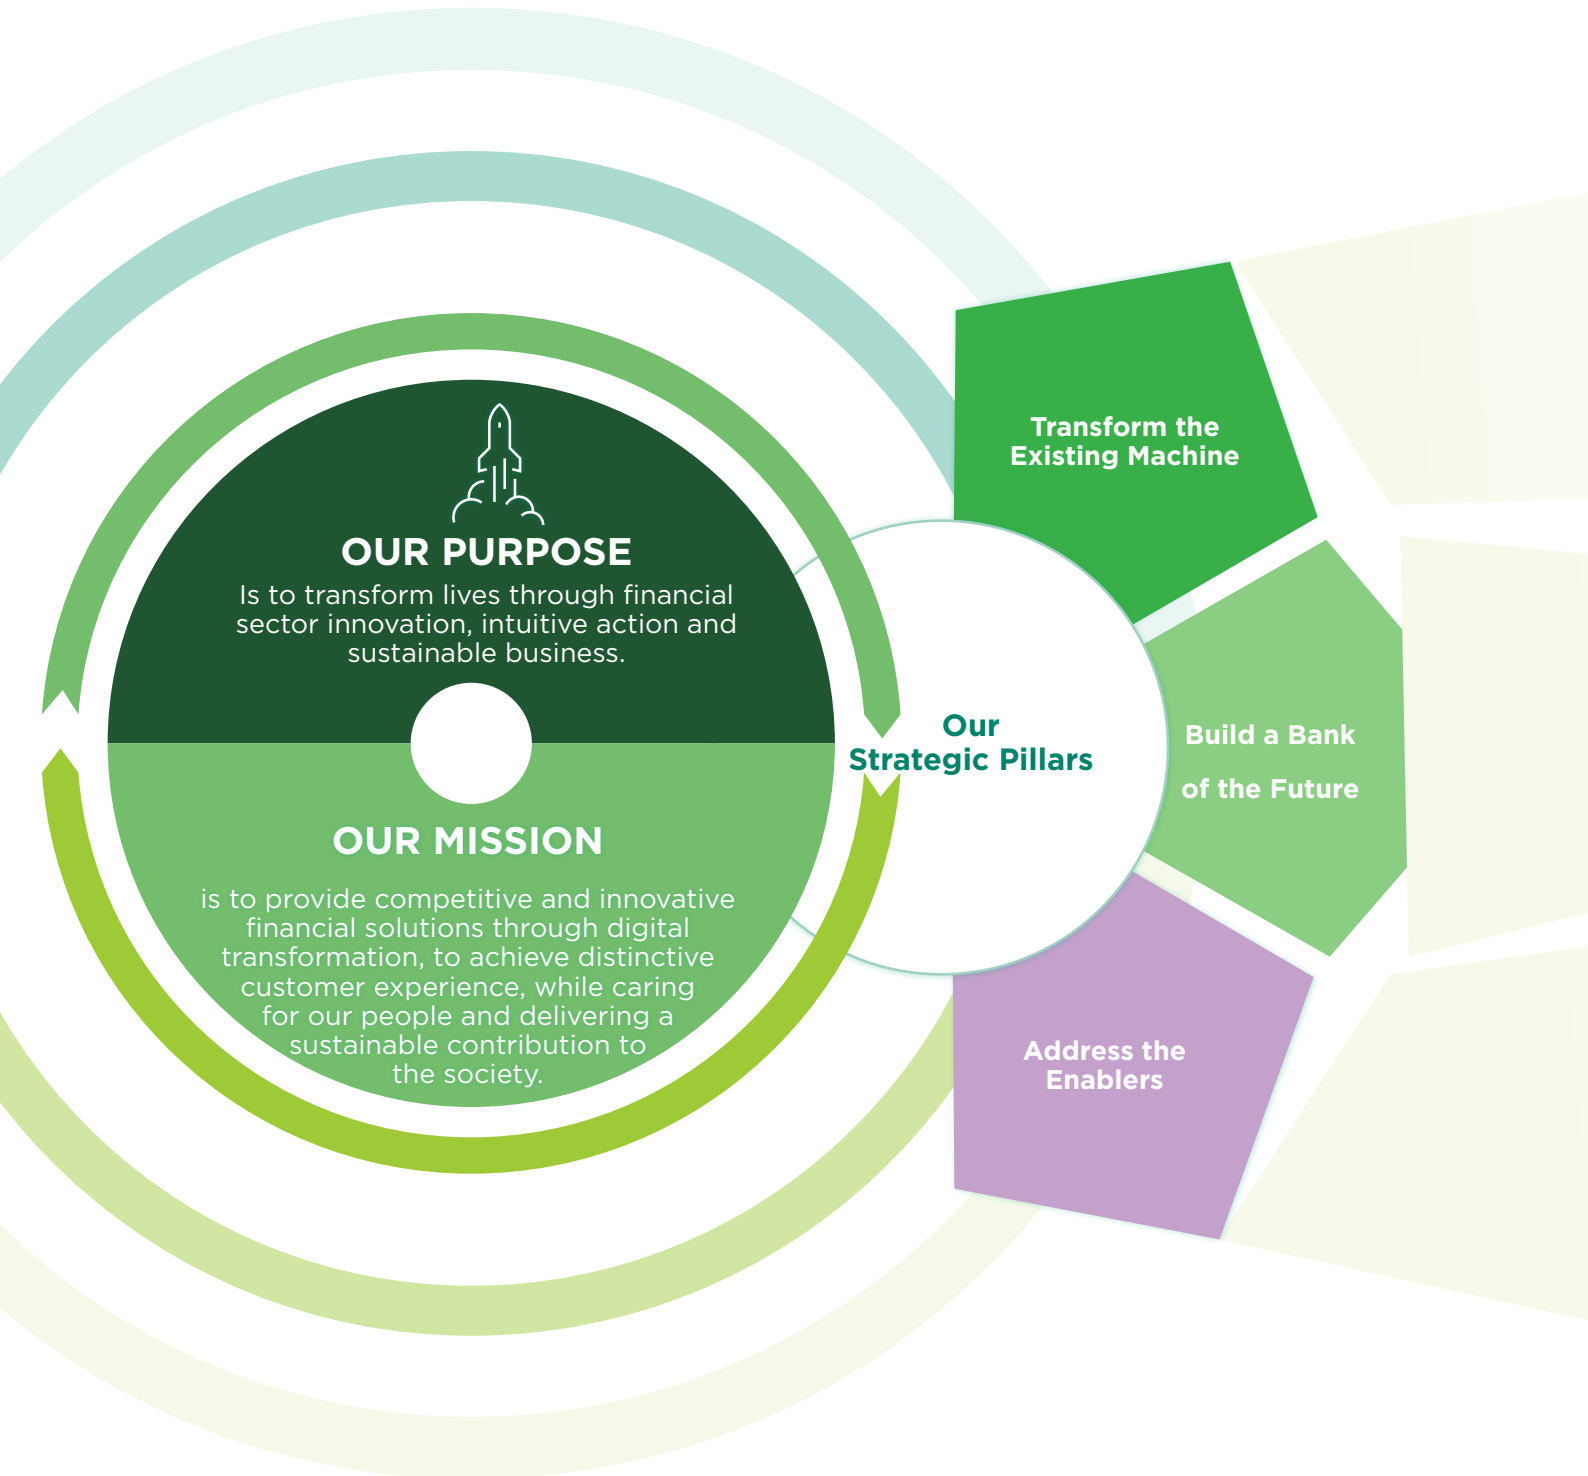 OUR PURPOSE
Is to transform lives through financial
sector innovation, intuitive action and
sustainable business.
OUR MISSION
is to provide competitive and innovative
financial solutions through digital
transformation, to achieve distinctive
customer experience, while caring
for our people and delivering a
sustainable contribution to
the society.
Our
Strategic Pillars
Transform the
Existing Machine
Build a Bank
of the Future
Address the
Enablers